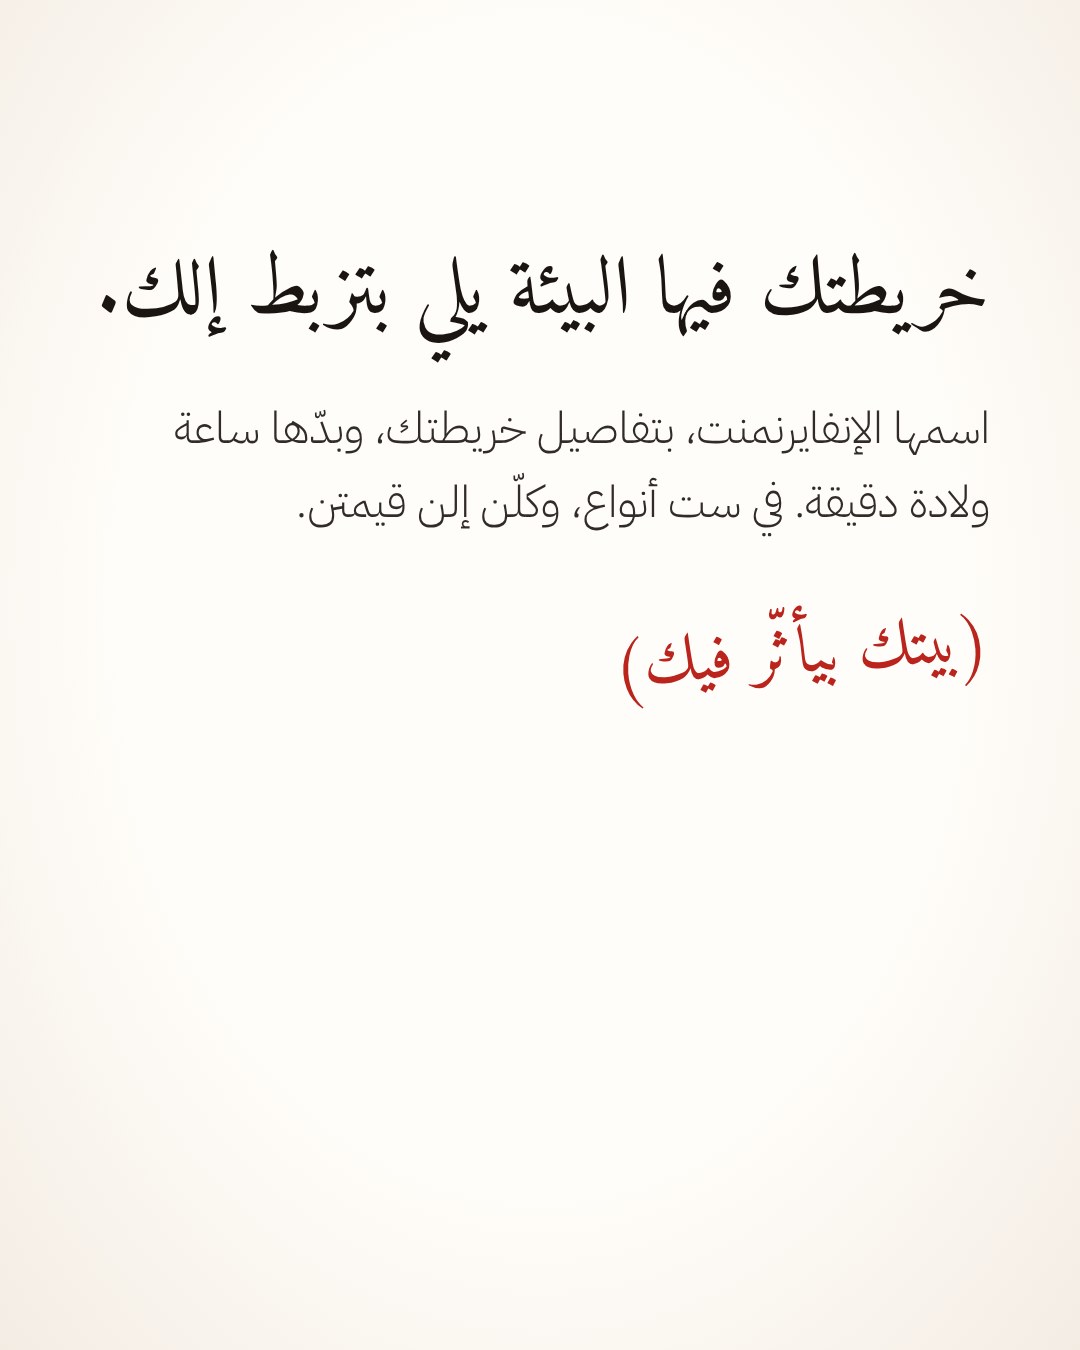 خريطتك فيها البيئة يلي بتزبط إلك.
اسمها الإنفايرنمنت، بتفاصيل خريطتك، وبدّها ساعة
ولادة دقيقة. في ست أنواع، وكلّن إلن قيمتن.
(بيتك بيأثّر فيك)